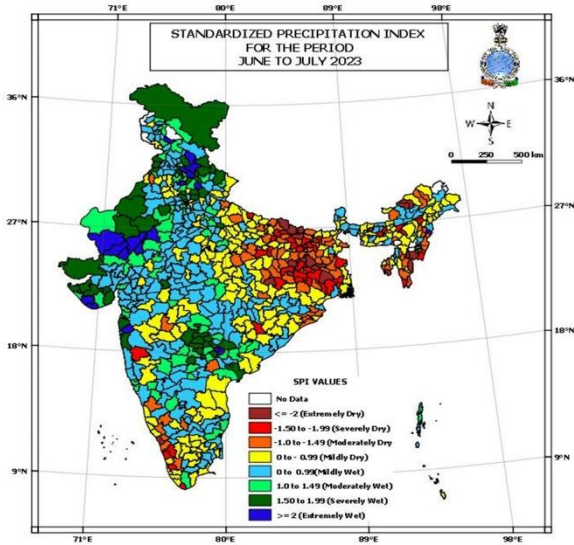 71°E 80°E 89°E 98°E
STANDARDIZED PRECIPITATION INDEX
FOR THE PERIOD
JUNE TO JULY 2023
36°N 36°N
N
W E
S
0 250 500 km
27°N 27°N
18°N 18°N
SPI VALUES
No Data
<= -2 (Extremely Dry)
-1.50 to -1.99 (Severely Dry)
-1.0 to -1.49 (Moderately Dry
0 to - 0.99 (Mildly Dry)
0 to 0.99(Mildly Wet)
1.0 to 1.49 (Moderately Wet)
1.50 to 1.99 (Severely Wet)
>= 2 (Extremely Wet)
9°N 9°N
71°E 80°E 89°E 98°E